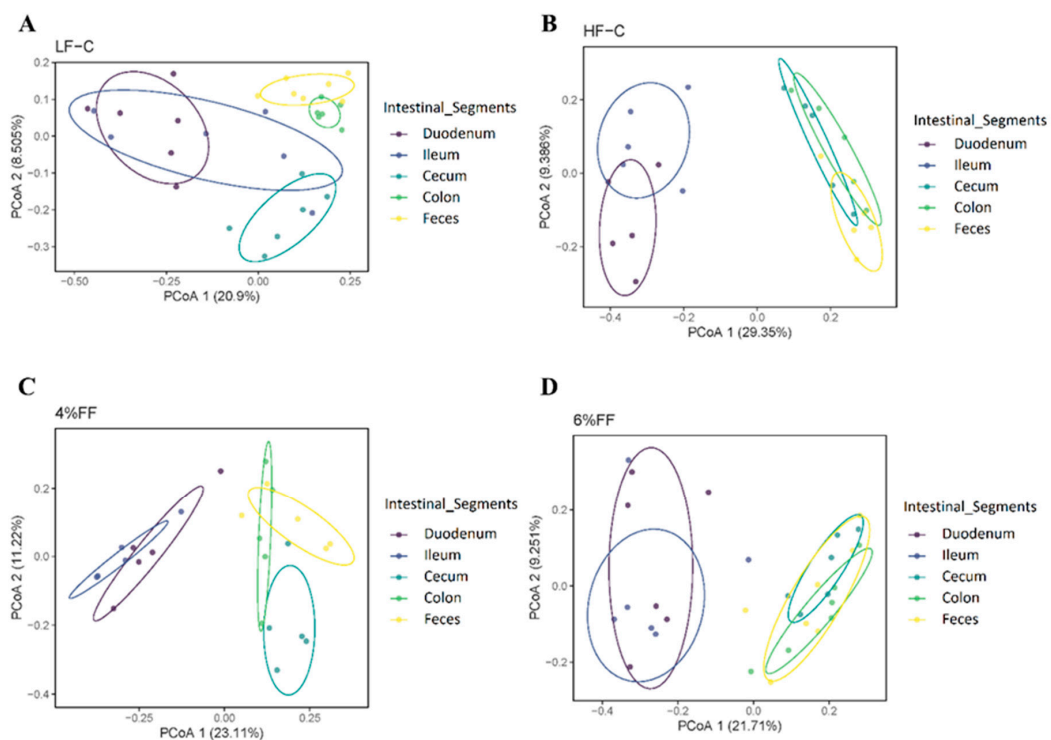 A
LF-C
PCoA 2 (8.505%)
0.2
0.1
0.0
-0.1
-0.2
-0.3
-0.50
-0.25
0.00
0.25
PCoA 1 (20.9%)
Intestinal_Segments
Duodenum
Ileum
Cecum
Colon
Feces
B
HF-C
PCoA 2 (9.386%)
0.2
0.0
-0.2
-0.4
-0.2
0.0
0.2
PCoA 1 (29.35%)
Intestinal_Segments
Duodenum
Ileum
Cecum
Colon
Feces
C
4%FF
PCoA 2 (11.22%)
0.2
0.0
-0.2
-0.4
-0.25
0.00
0.25
PCoA 1 (23.11%)
Intestinal_Segments
Duodenum
Ileum
Cecum
Colon
Feces
D
6%FF
PCoA 2 (9.251%)
0.2
0.0
-0.2
-0.4
-0.2
0.0
0.2
PCoA 1 (21.71%)
Intestinal_Segments
Duodenum
Ileum
Cecum
Colon
Feces